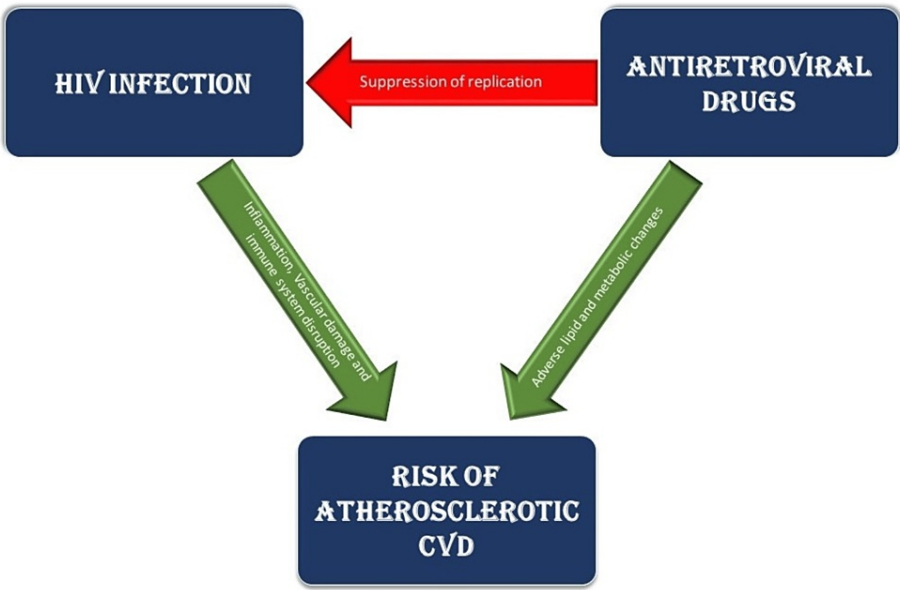 HIV INFECTION
Suppression of replication
ANTIRETROVIRAL
DRUGS
Inflammation, Vascular damage and
immune system disruption
Adverse lipid and metabolic changes
RISK OF
ATHEROSCLEROTIC
CVD